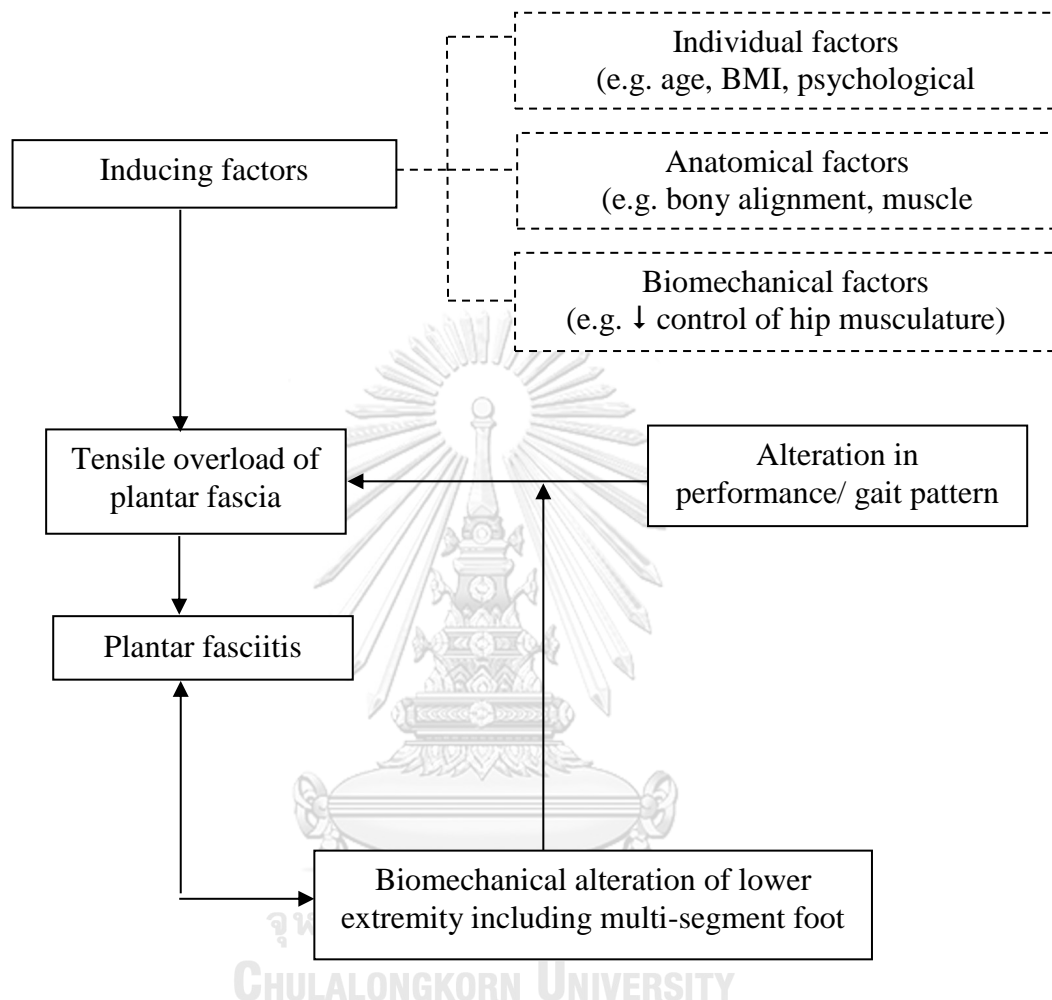 Individual factors
(e.g. age, BMI, psychological
Inducing factors
Anatomical factors
(e.g. bony alignment, muscle
Biomechanical factors
(e.g. ↓ control of hip musculature)
Tensile overload of
plantar fascia
Alteration in
performance/ gait pattern
Plantar fasciitis
Biomechanical alteration of lower
extremity including multi-segment foot
CHULALONGKORN UNIVERSITY